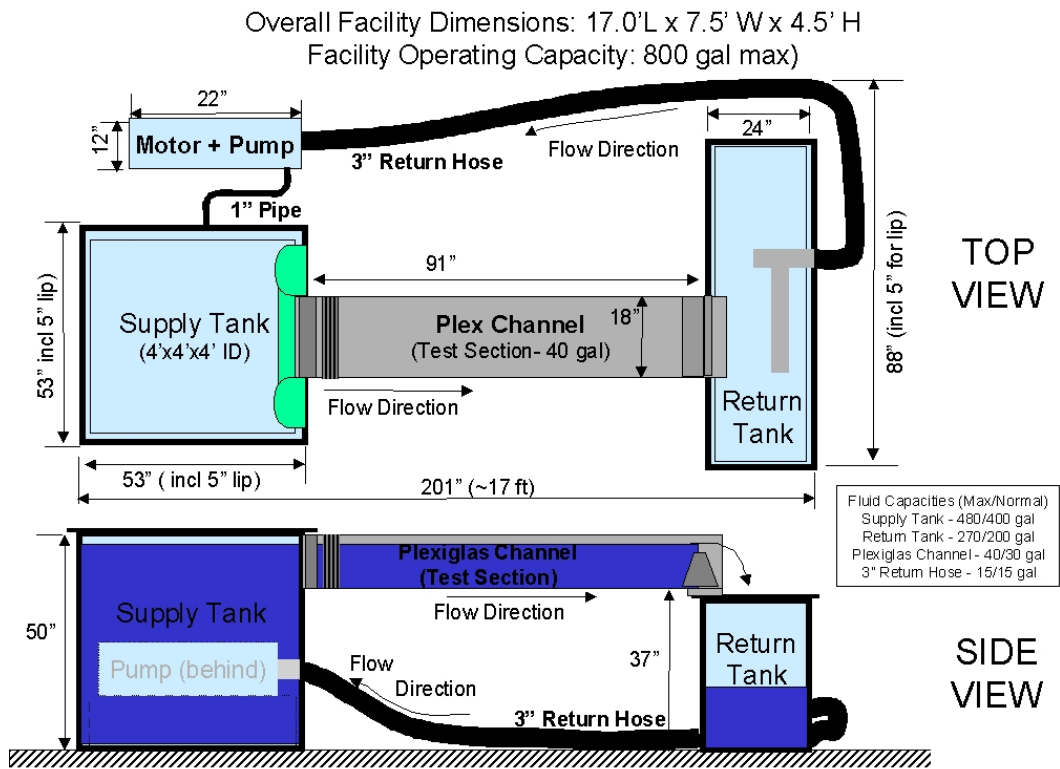 Overall Facility Dimensions: 17.0’L x 7.5’ W x 4.5’ H
Facility Operating Capacity: 800 gal max)
22”
12”
Motor + Pump
3” Return Hose
Flow Direction
24”
1” Pipe
53” incl 5” lip)
Supply Tank
(4’x4’x4’ ID)
91”
Plex Channel
18”
(Test Section- 40 gal)
Flow Direction
Return
Tank
88” (incl 5” for lip)
TOP
VIEW
53” ( incl 5” lip)
201” (~17 ft)
Fluid Capacities (Max/Normal)
Supply Tank - 480/400 gal
Return Tank - 270/200 gal
Plexiglas Channel - 40/30 gal
3” Return Hose - 15/15 gal
Plexiglas Channel
(Test Section)
Flow Direction
50”
Supply Tank
Pump (behind)
Flow
Direction
37”
3” Return Hose
Return
Tank
SIDE
VIEW